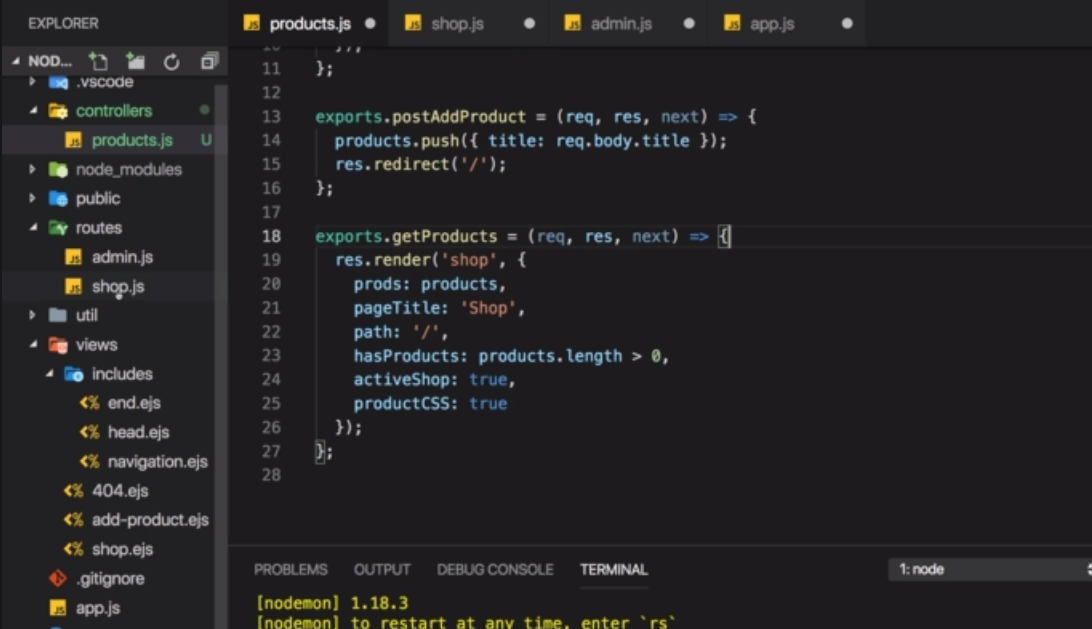 EXPLORER
products.js
shop.js
admin.js
app.js
NOD...
.vscode
controllers
products.js U
node_modules
public
routes
admin.js
shop.js
util
views
includes
end.ejs
head.ejs
navigation.ejs
404.ejs
add-product.ejs
shop.ejs
.gitignore
app.js
10 });
11 };
12
13 exports.postAddProduct = (req, res, next) => {
14 products.push({ title: req.body.title });
15 res.redirect('/');
16 };
17
18 exports.getProducts = (req, res, next) => {
19 res.render('shop', {
20 prods: products,
21 pageTitle: 'Shop',
22 path: '/',
23 hasProducts: products.length > 0,
24 activeShop: true,
25 productCSS: true
26 });
27 };
28
PROBLEMS OUTPUT DEBUG CONSOLE TERMINAL 1: node
[nodemon] 1.18.3
[nodemon] to restart at any time, enter `rs`